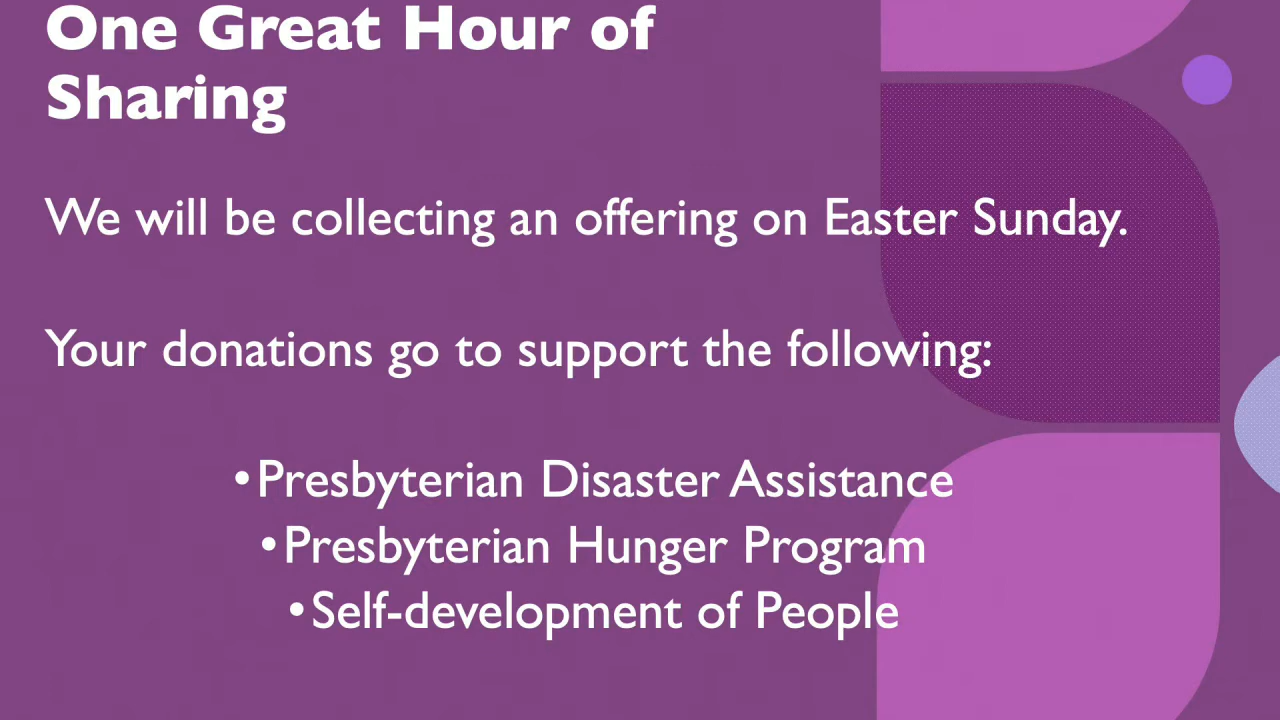 One Great Hour of
Sharing
We will be collecting an offering on Easter Sunday.
Your donations go to support the following:
•Presbyterian Disaster Assistance
•Presbyterian Hunger Program
•Self-development of People